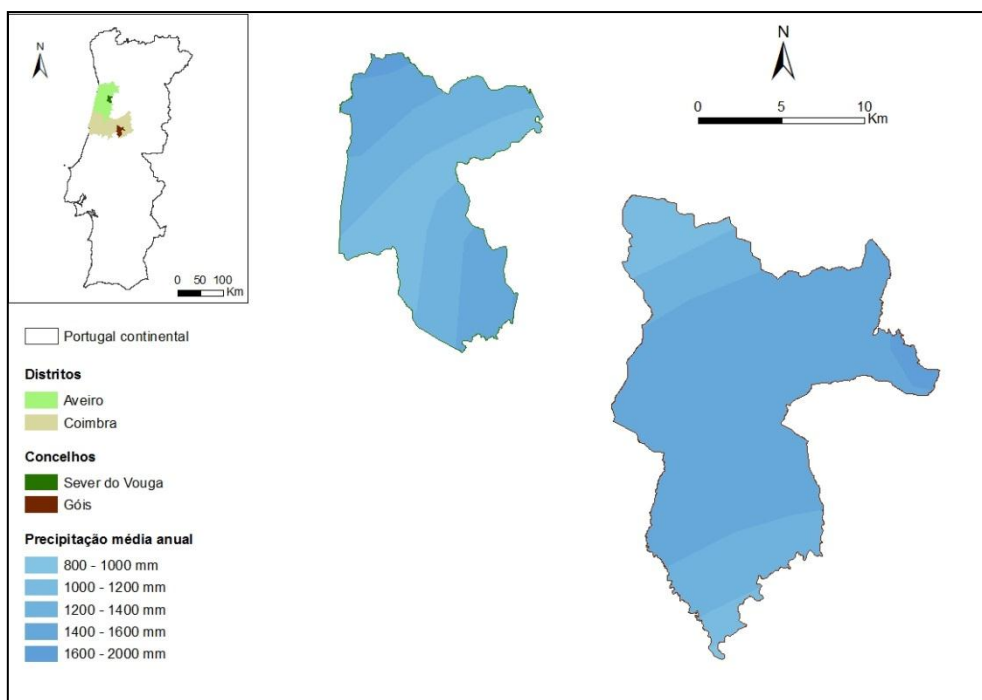 N
0 50 100
Km
N
0 5 10
Km
Portugal continental
Distritos
Aveiro
Coimbra
Concelhos
Sever do Vouga
Góis
Precipitação média anual
800 - 1000 mm
1000 - 1200 mm
1200 - 1400 mm
1400 - 1600 mm
1600 - 2000 mm